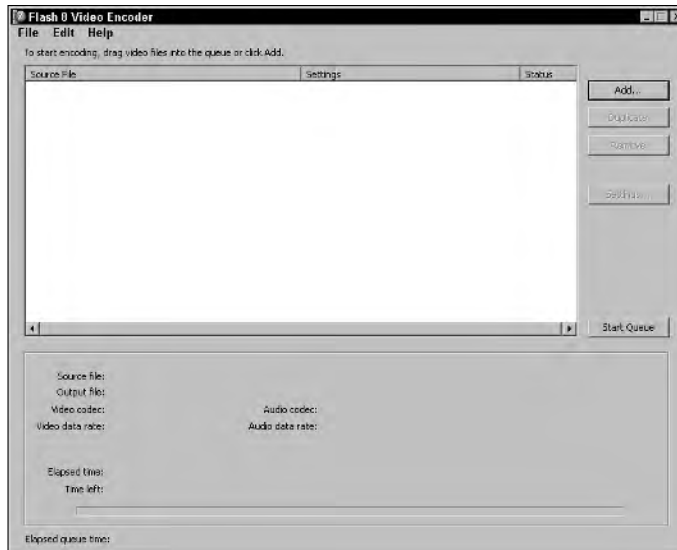 Flash 8 Video Encoder
File Edit Help
To start encoding, drag video files into the queue or click Add.
Source File Settings Status
Add...
Duplicate
Remove
Settings...
Start Queue
Source file:
Output file:
Video codec: Audio codec:
Video data rate: Audio data rate:
Elapsed time:
Time left:
Elapsed queue time: